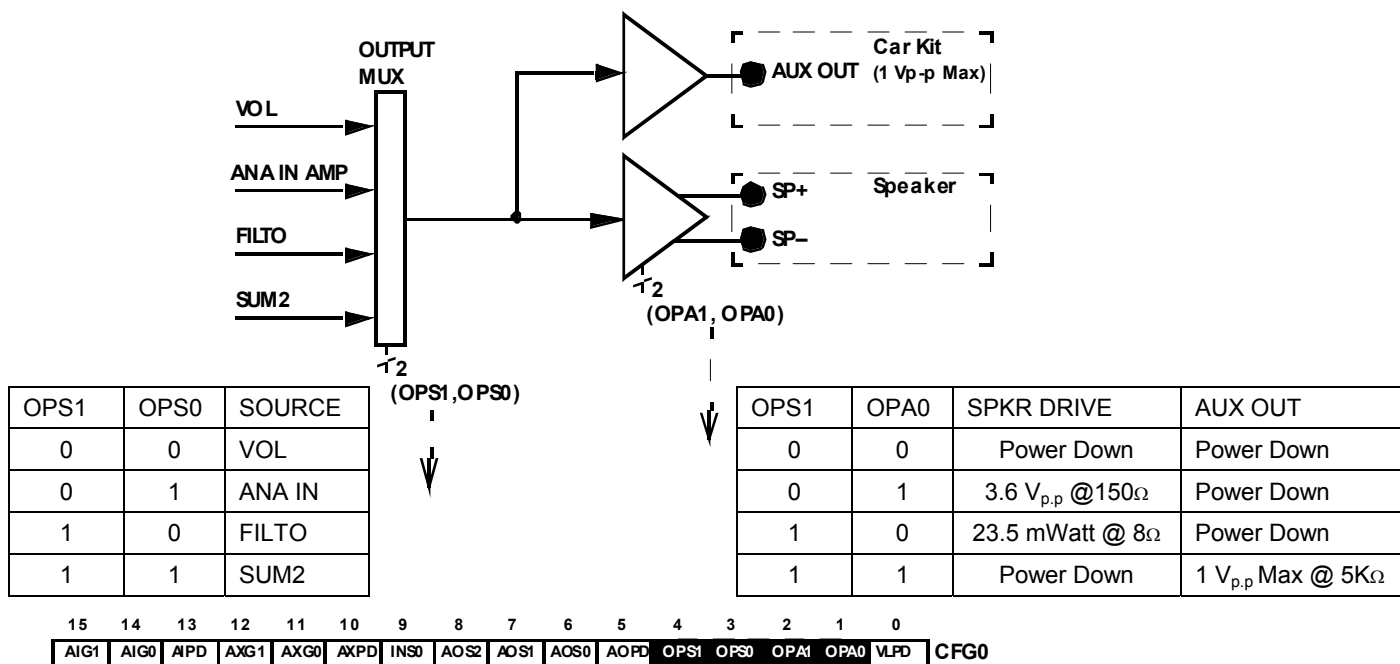 OUTPUT
MUX
VOL
ANA IN AMP
FILTO
SUM2
2
(OPS1,OPS0)
Car Kit
AUX OUT (1 Vp-p Max)
SP+
Speaker
SP–
2
(OPA1, OPA0)
OPS1 OPS0 SOURCE
0 0 VOL
0 1 ANA IN
1 0 FILTO
1 1 SUM2
OPS1 OPA0 SPKR DRIVE AUX OUT
0 0 Power Down Power Down
0 1 3.6 Vp.p @150Ω Power Down
1 0 23.5 mWatt @ 8Ω Power Down
1 1 Power Down 1 Vp.p Max @ 5KΩ
15 14 13 12 11 10 9 8 7 6 5 4 3 2 1 0
AIG1 AIG0 AIPD AXG1 AXG0 AXPD INS0 AOS2 AOS1 AOS0 AOPD OPS1 OPS0 OPA1 OPA0 VLPD CFG0